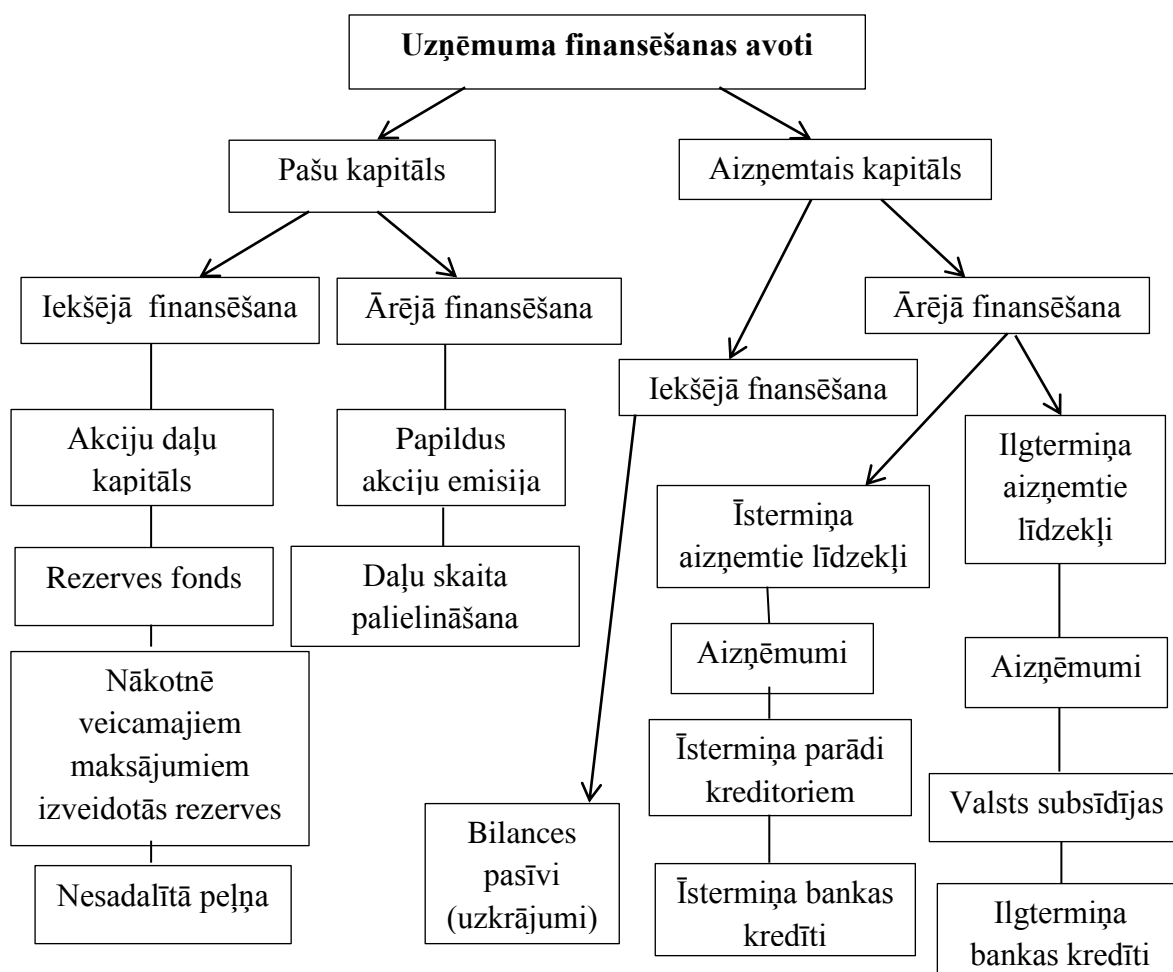 Uzņēmuma finansēšanas avoti
Pašu kapitāls
Aizņemtais kapitāls
Iekšējā finansēšana
Ārējā finansēšana
Ārējā finansēšana
Iekšējā fnansēšana
Akciju daļu
kapitāls
Papildus
akciju emisija
Ilgtermiņa
aizņemtie
līdzekļi
Īstermiņa
aizņemtie līdzekļi
Rezerves fonds
Daļu skaita
palielināšana
Aizņēmumi
Aizņēmumi
Nākotnē
veicamajiem
maksājumiem
izveidotās rezerves
Īstermiņa parādi
kreditoriem
Valsts subsīdijas
Bilances
pasīvi
(uzkrājumi)
Nesadalītā peļņa
Īstermiņa bankas
kredīti
Ilgtermiņa
bankas kredīti